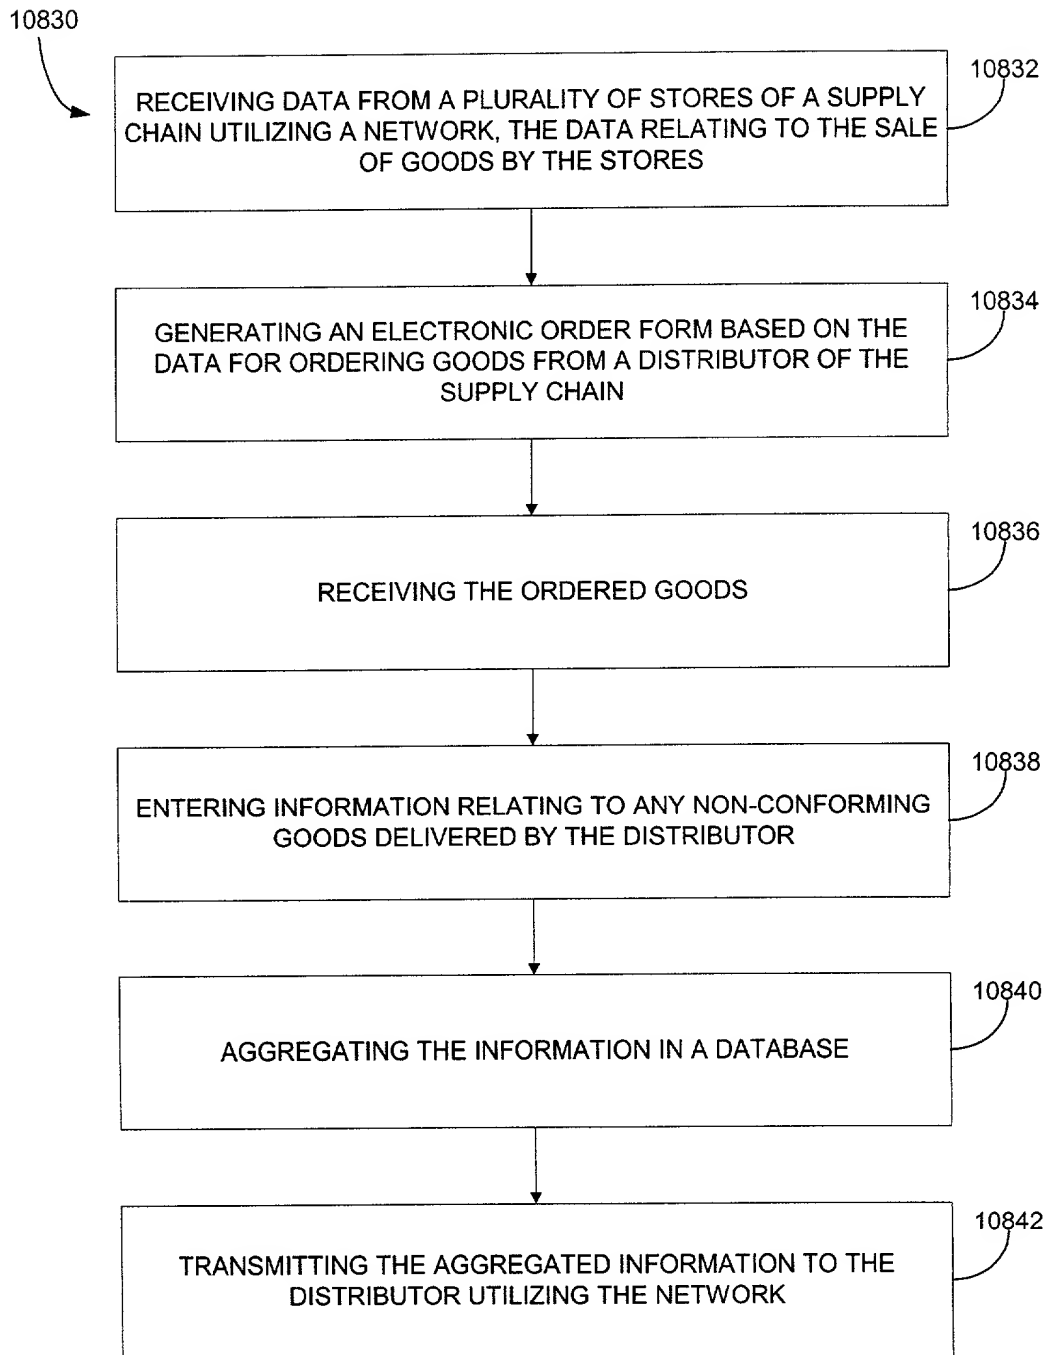 10830
10832
RECEIVING DATA FROM A PLURALITY OF STORES OF A SUPPLY
CHAIN UTILIZING A NETWORK, THE DATA RELATING TO THE SALE
OF GOODS BY THE STORES
10834
GENERATING AN ELECTRONIC ORDER FORM BASED ON THE
DATA FOR ORDERING GOODS FROM A DISTRIBUTOR OF THE
SUPPLY CHAIN
10836
RECEIVING THE ORDERED GOODS
10838
ENTERING INFORMATION RELATING TO ANY NON-CONFORMING
GOODS DELIVERED BY THE DISTRIBUTOR
10840
AGGREGATING THE INFORMATION IN A DATABASE
10842
TRANSMITTING THE AGGREGATED INFORMATION TO THE
DISTRIBUTOR UTILIZING THE NETWORK